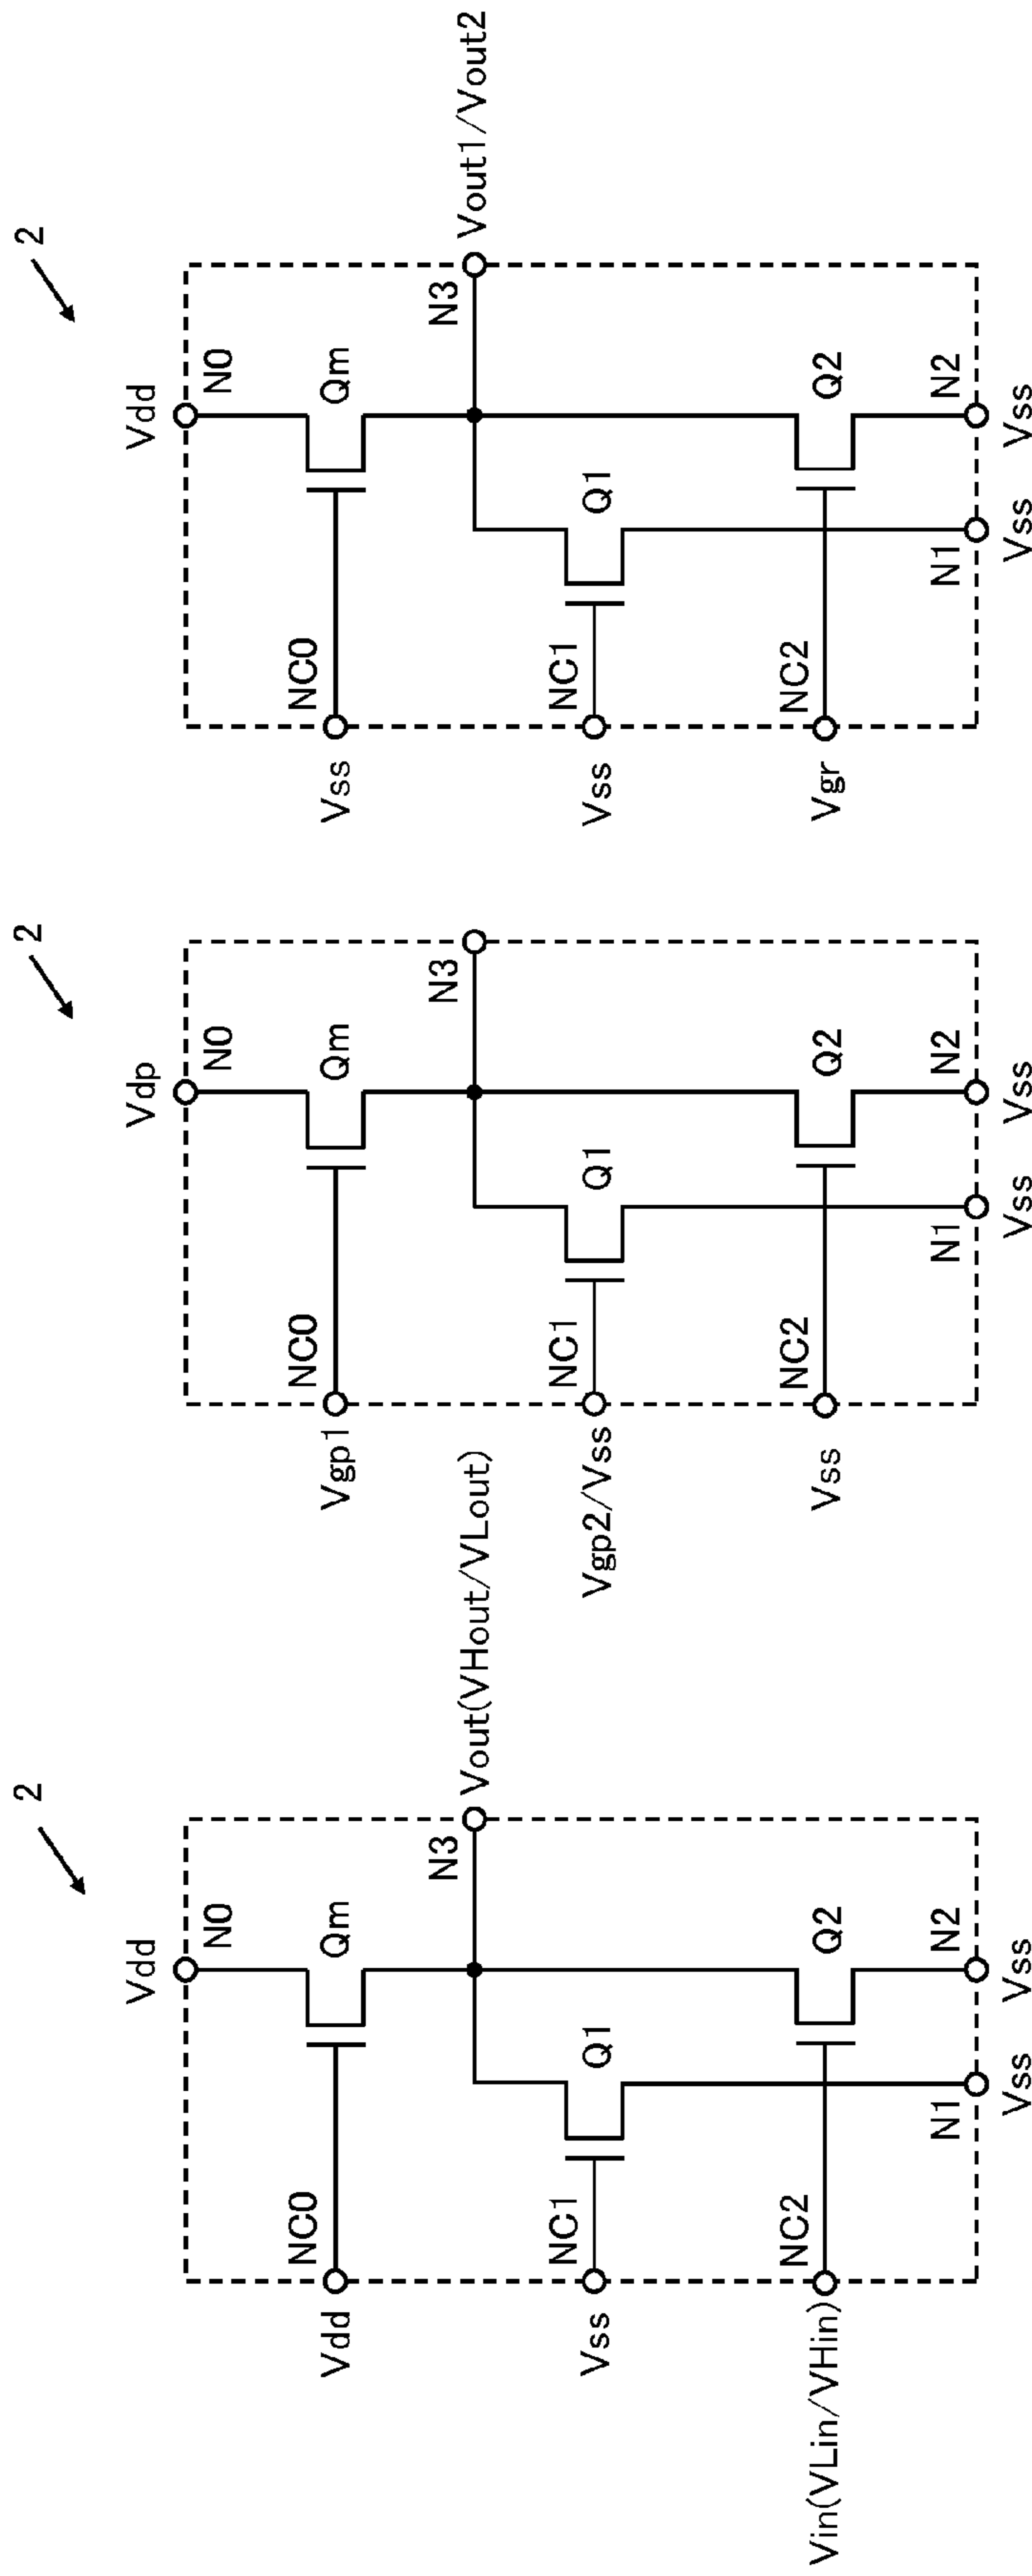 2
Vdd
N0
NC0
Qm
Vdd
N3
Vout(VHout/VLout)
Q1
NC1
Vss
Q2
NC2
Vin(VLin/VHin)
N1
N2
Vss
Vss
2
Vdp
N0
NC0
Qm
Vgp1
N3
Q1
NC1
Vgp2/Vss
Q2
NC2
Vss
N1
N2
Vss
Vss
2
Vdd
N0
NC0
Qm
Vss
N3
Vout1/Vout2
Q1
NC1
Vss
Q2
NC2
Vgr
N1
N2
Vss
Vss